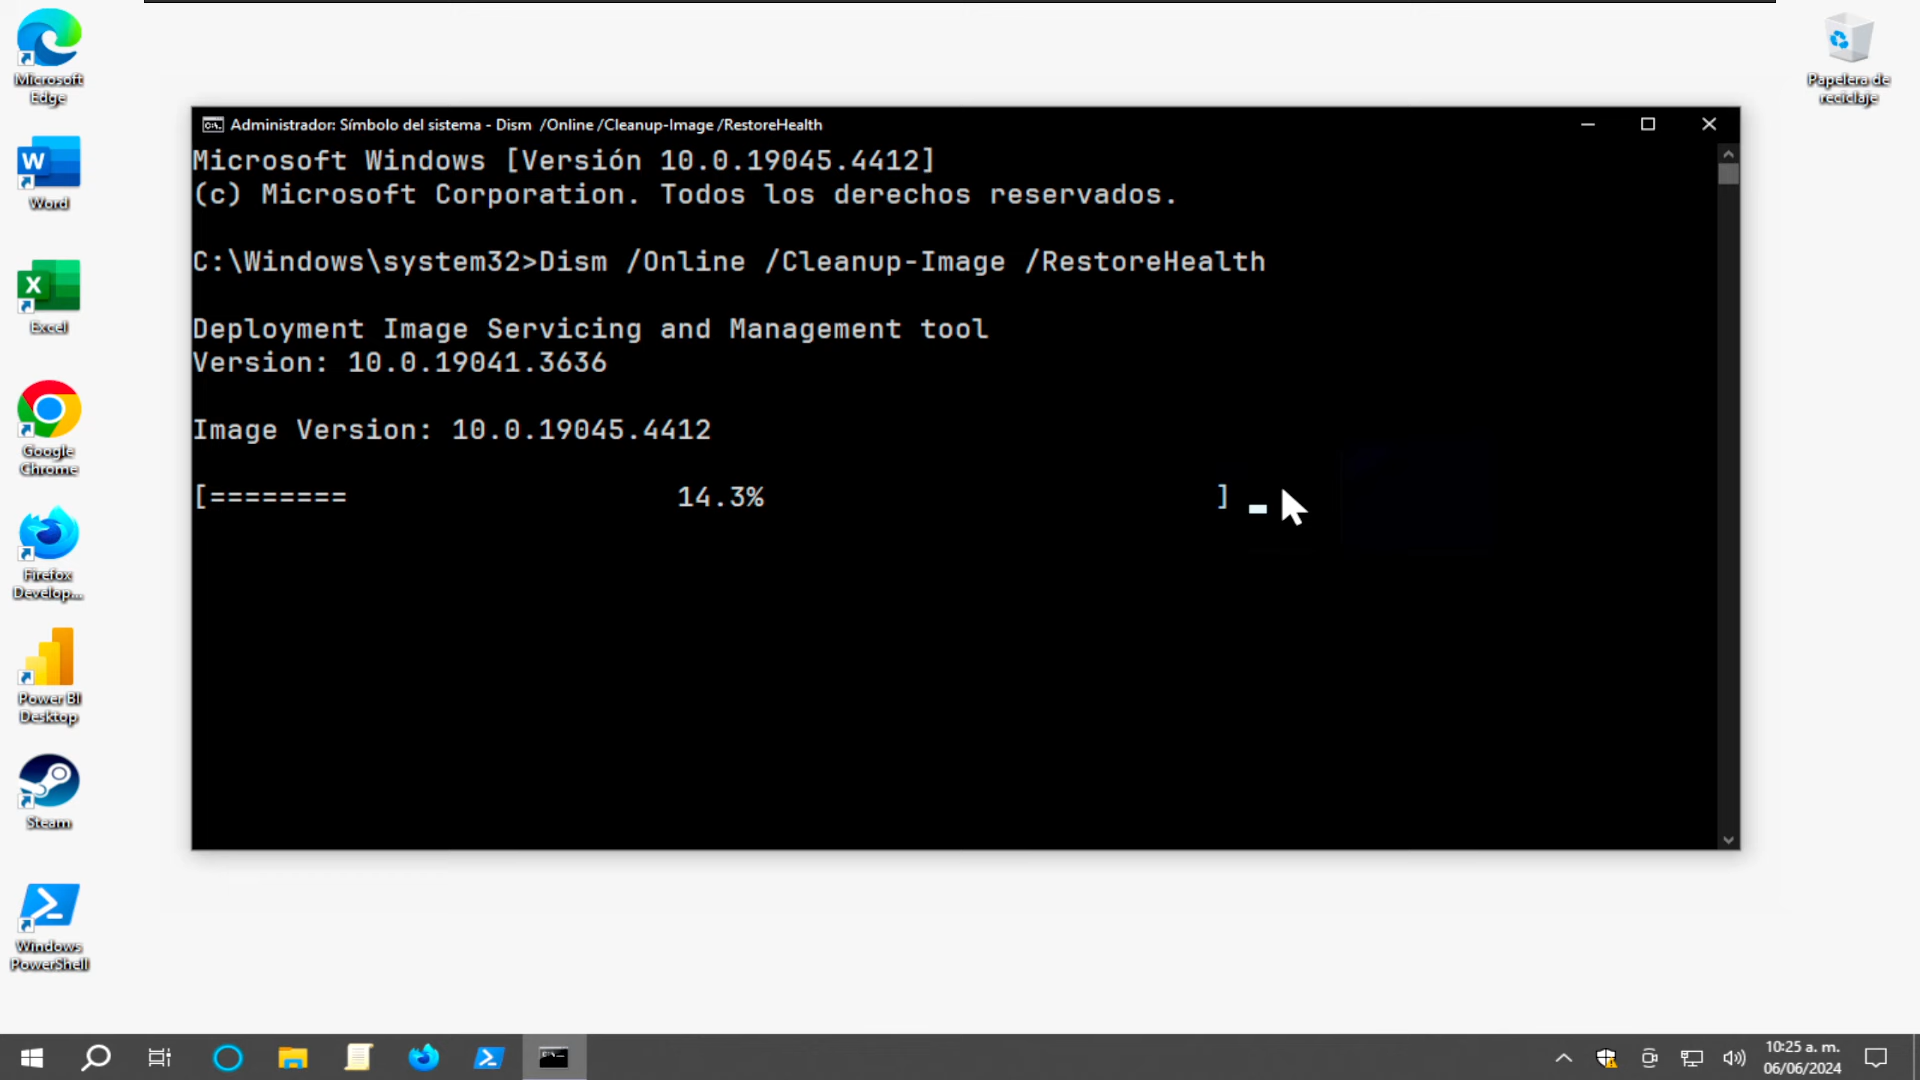 Microsoft
Edge
Word
Excel
Google
Chrome
Firefox
Develop...
Power BI
Desktop
Steam
Windows
PowerShell
Papelera de
reciclaje
Administrador: Símbolo del sistema - Dism  /Online /Cleanup-Image /RestoreHealth
Microsoft Windows [Versión 10.0.19045.4412]
(c) Microsoft Corporation. Todos los derechos reservados.
C:\Windows\system32>Dism /Online /Cleanup-Image /RestoreHealth
Deployment Image Servicing and Management tool
Version: 10.0.19041.3636
Image Version: 10.0.19045.4412
[========                   14.3%                          ]
10:25 a. m.
06/06/2024